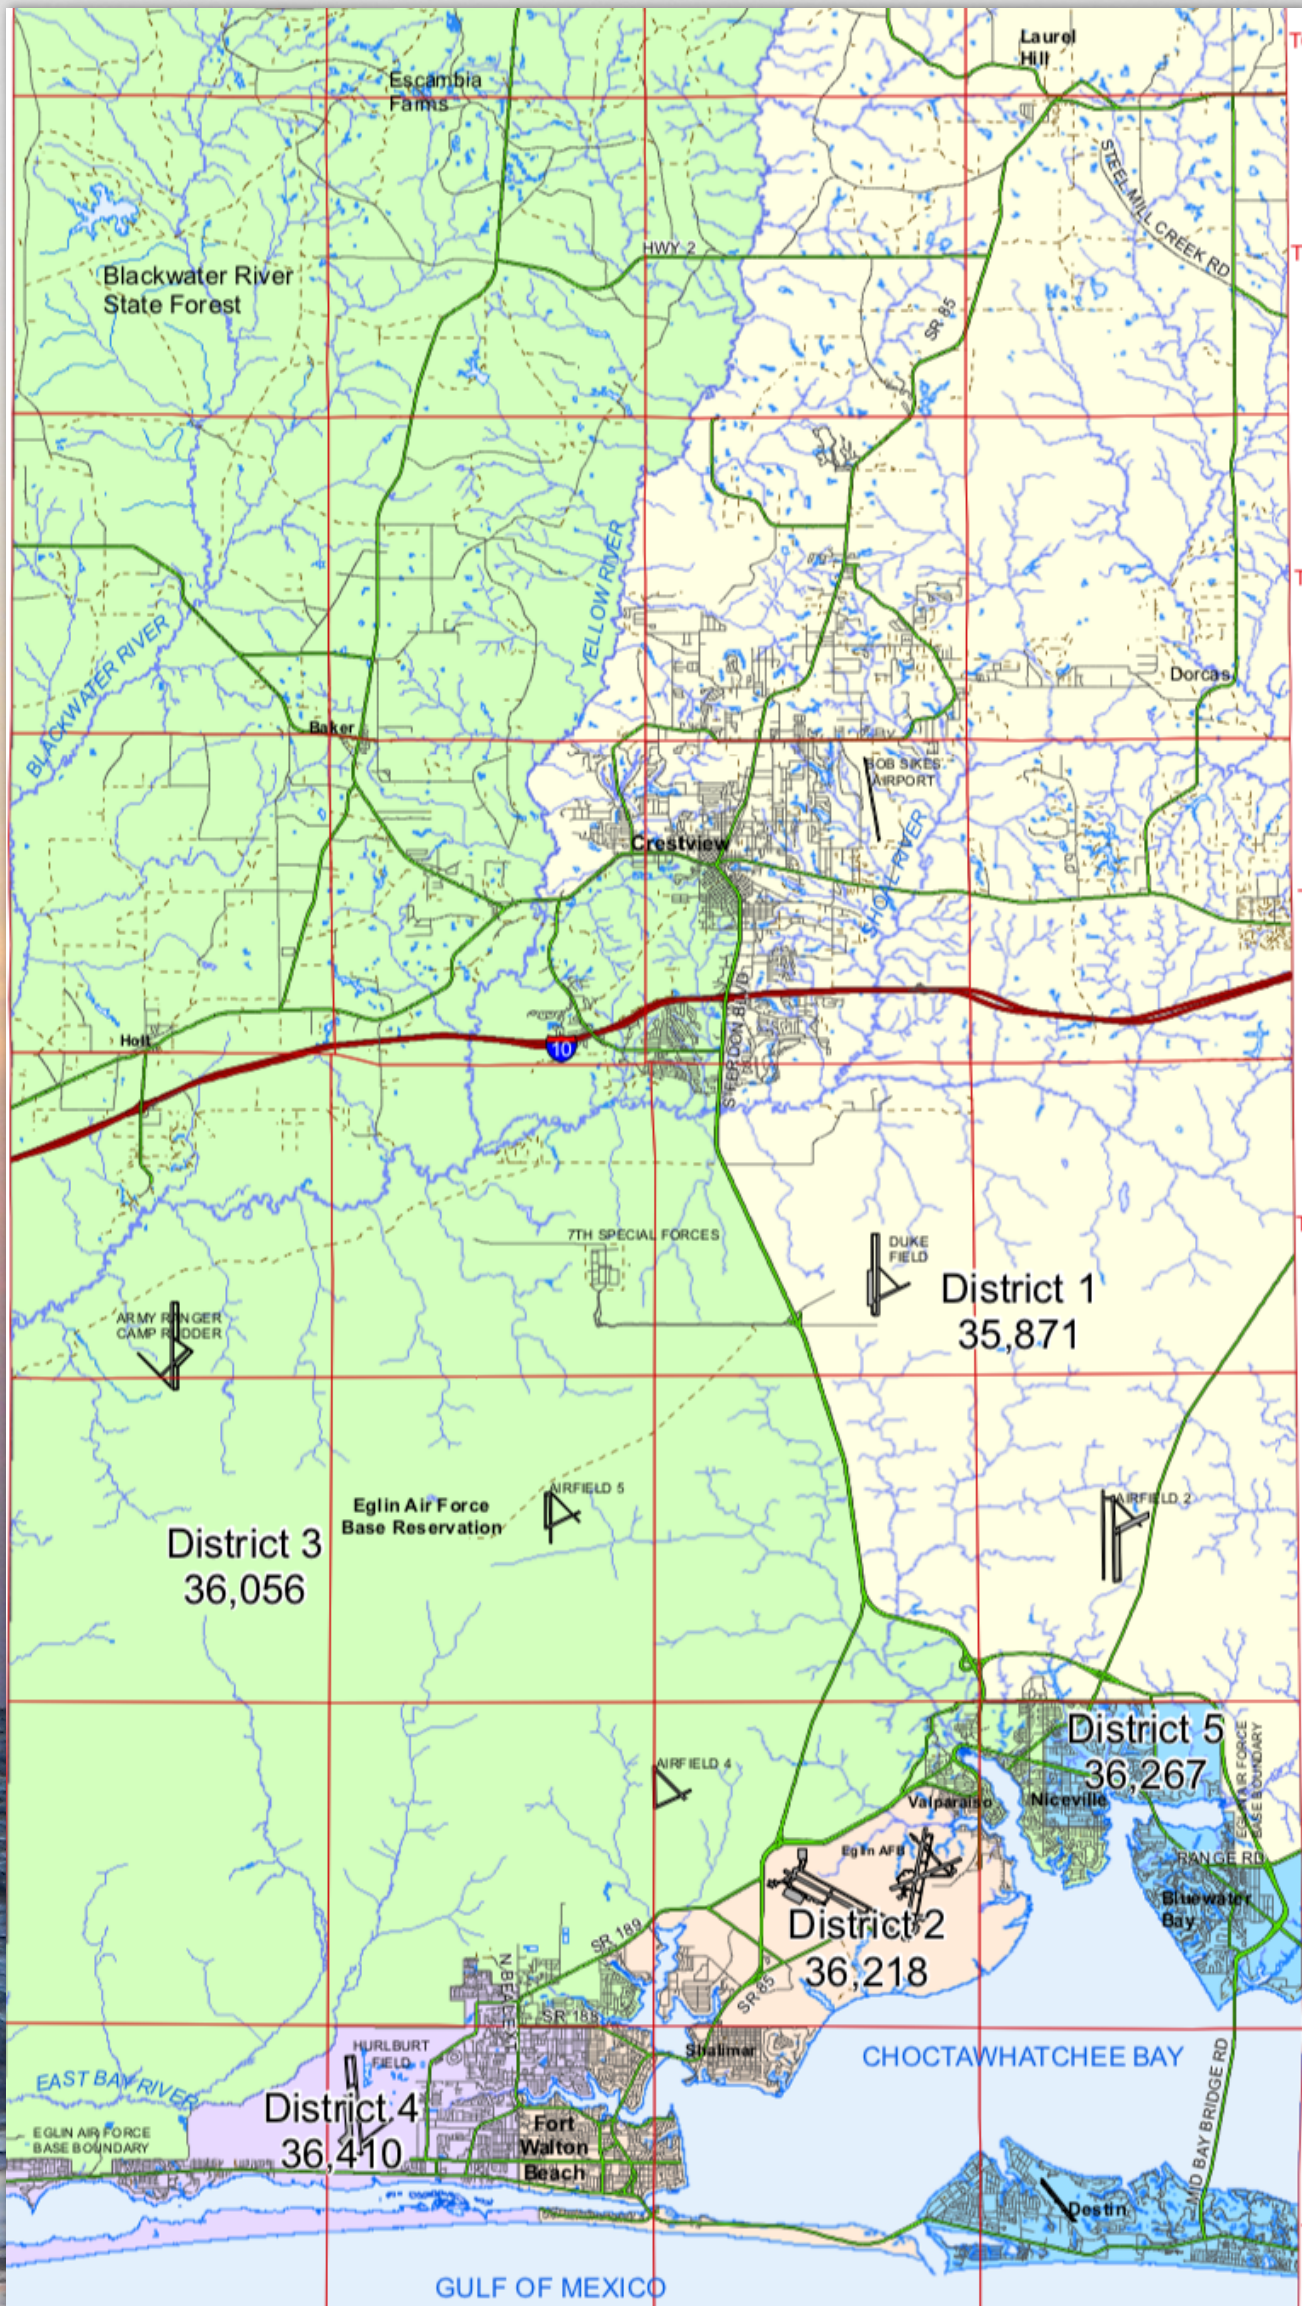 Laurel
Hill
T
Escambia
Farms
STEEL MILL CREEK RD
HWY 2
T
Blackwater River
State Forest
SR 85
YELLOW RIVER
T
BLACKWATER RIVER
Dorcas
Baker
BOB SIKES
AIRPORT
Crestview
SHOAL RIVER
S FERDON BLVD
Holt
10
7TH SPECIAL FORCES
DUKE
FIELD
District 1
35,871
ARMY RANGER
CAMP RUDDER
AIRFIELD 5
AIRFIELD 2
Eglin Air Force
Base Reservation
District 3
36,056
District 5
36,267
EGLIN AIR FORCE
BASE BOUNDARY
AIRFIELD 4
Valparaiso
Niceville
Eglin AFB
RANGE RD
Bluewater
Bay
District 2
36,218
SR 189
SR 85
SR 188
Shalimar
HURLBURT
FIELD
CHOCTAWHATCHEE BAY
EAST BAY RIVER
District 4
36,410
EGLIN AIR FORCE
BASE BOUNDARY
Fort
Walton
Beach
MID BAY BRIDGE RD
Destin
GULF OF MEXICO